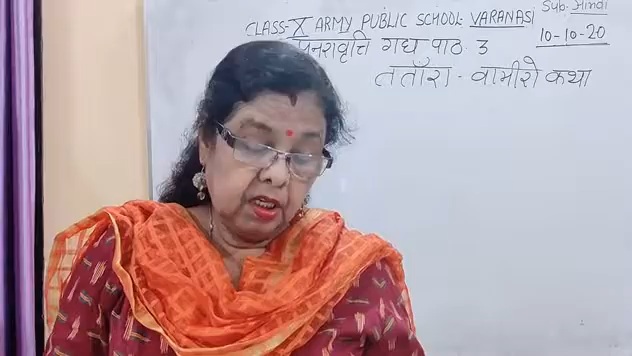 Sub: Hindi
CLASS-X ARMY PUBLIC SCHOOL VARANASI
10-10-20
पुनरावृत्ति गद्य पाठ 3
तताँरा - वामीरो कथा